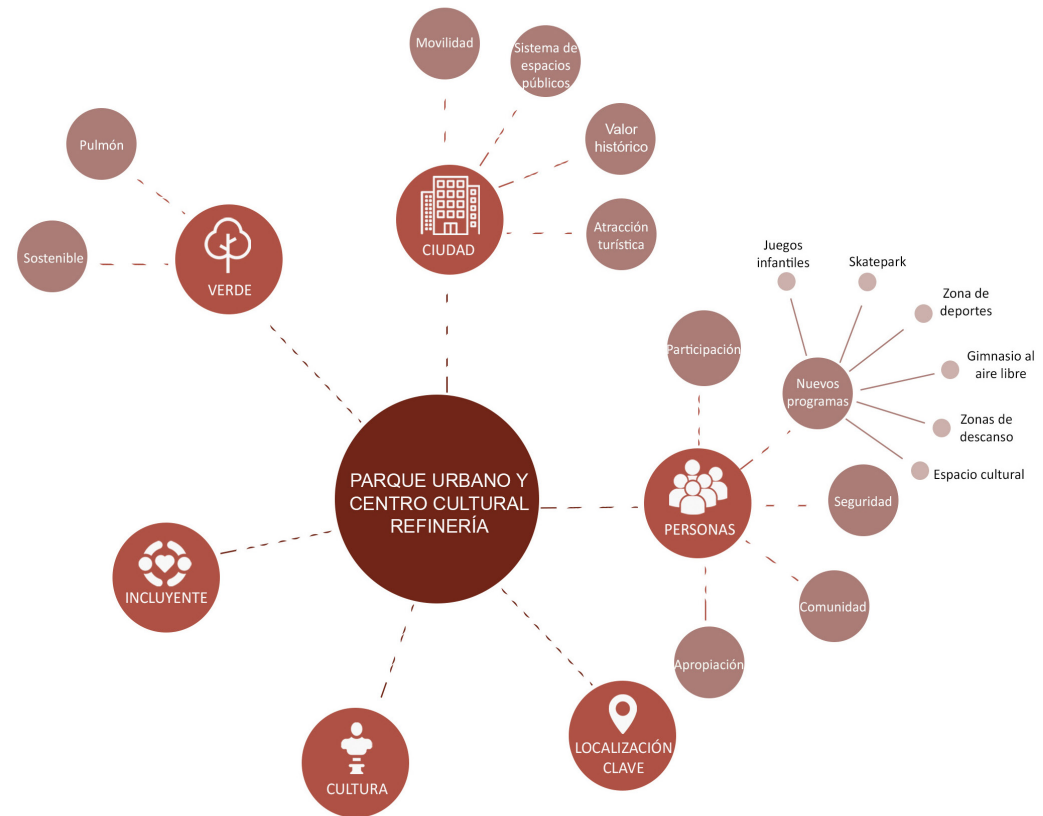 Movilidad
Sistema de
espacios
públicos
Valor
histórico
Atracción
turística
CIUDAD
Pulmón
Sostenible
VERDE
Juegos
infantiles
Skatepark
Zona de
deportes
Gimnasio al
aire libre
Zonas de
descanso
Espacio cultural
Nuevos
programas
Participación
PERSONAS
Seguridad
Comunidad
Apropiación
PARQUE URBANO Y
CENTRO CULTURAL
REFINERÍA
INCLUYENTE
CULTURA
LOCALIZACIÓN
CLAVE